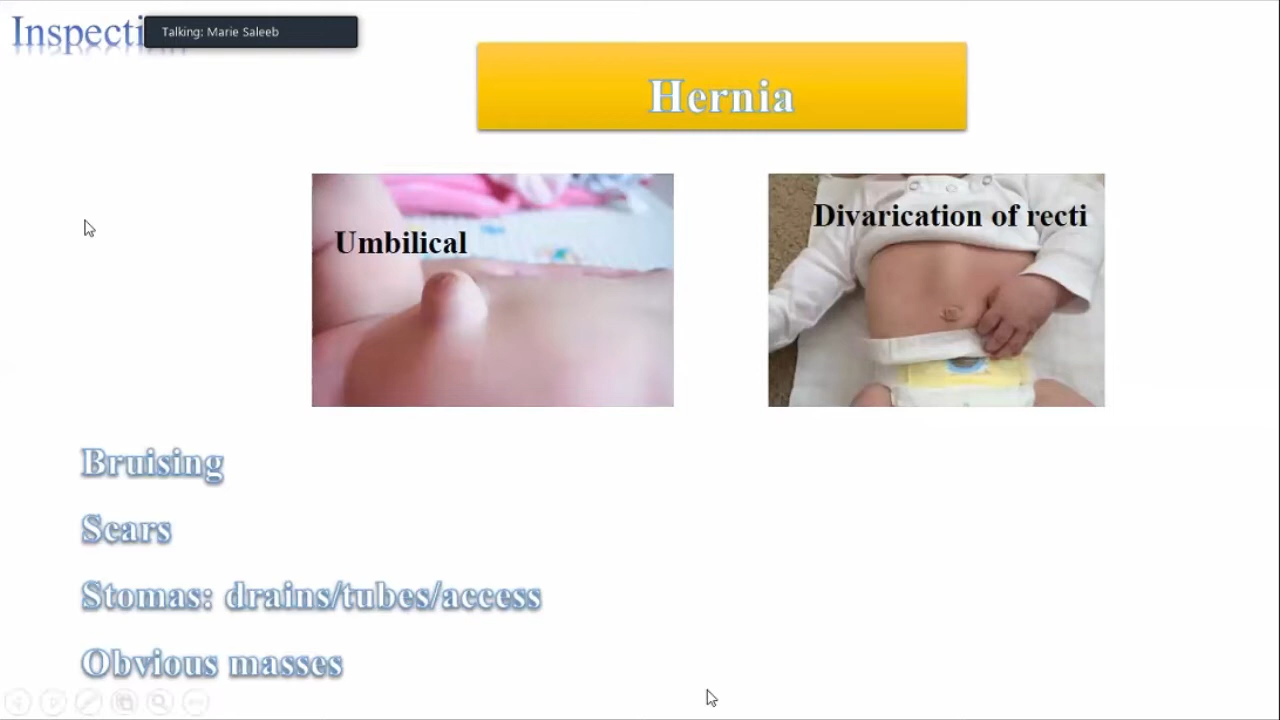 Inspecti
Talking: Marie Saleeb
Hernia
Umbilical
Divarication of recti
Bruising
Scars
Stomas: drains/tubes/access
Obvious masses